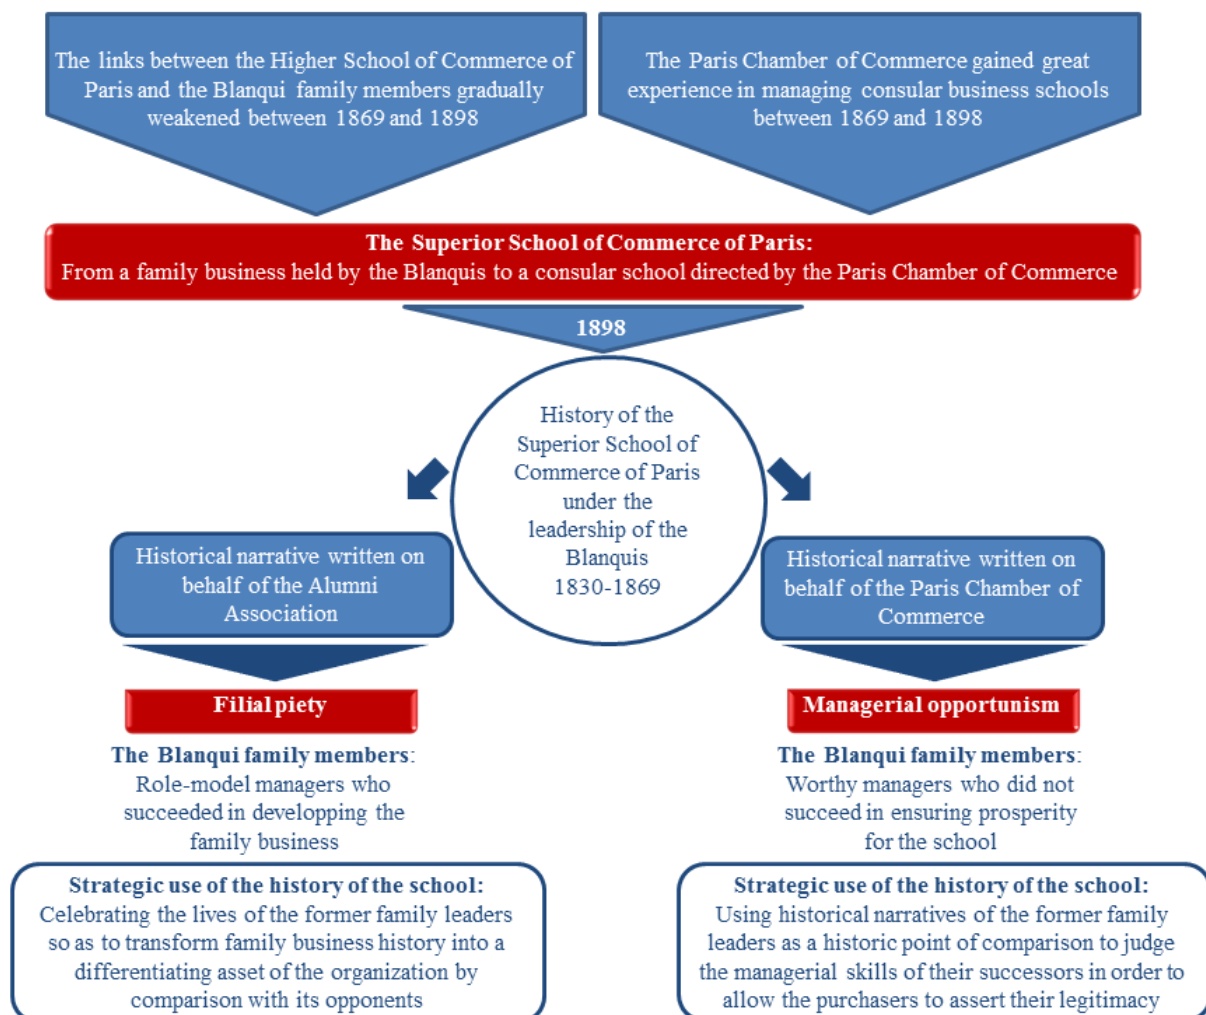 The links between the Higher School of Commerce of
Paris and the Blanqui family members gradually
weakened between 1869 and 1898
The Paris Chamber of Commerce gained great
experience in managing consular business schools
between 1869 and 1898
The Superior School of Commerce of Paris:
From a family business held by the Blanquis to a consular school directed by the Paris Chamber of Commerce
1898
History of the
Superior School of
Commerce of Paris
under the
leadership of the
Blanquis
1830-1869
Historical narrative written on
behalf of the Alumni
Association
Filial piety
The Blanqui family members:
Role-model managers who
succeeded in developping the
family business
Strategic use of the history of the school:
Celebrating the lives of the former family leaders
so as to transform family business history into a
differentiating asset of the organization by
comparison with its opponents
Historical narrative written on
behalf of the Paris Chamber of
Commerce
Managerial opportunism
The Blanqui family members:
Worthy managers who did not
succeed in ensuring prosperity
for the school
Strategic use of the history of the school:
Using historical narratives of the former family
leaders as a historic point of comparison to judge
the managerial skills of their successors in order to
allow the purchasers to assert their legitimacy